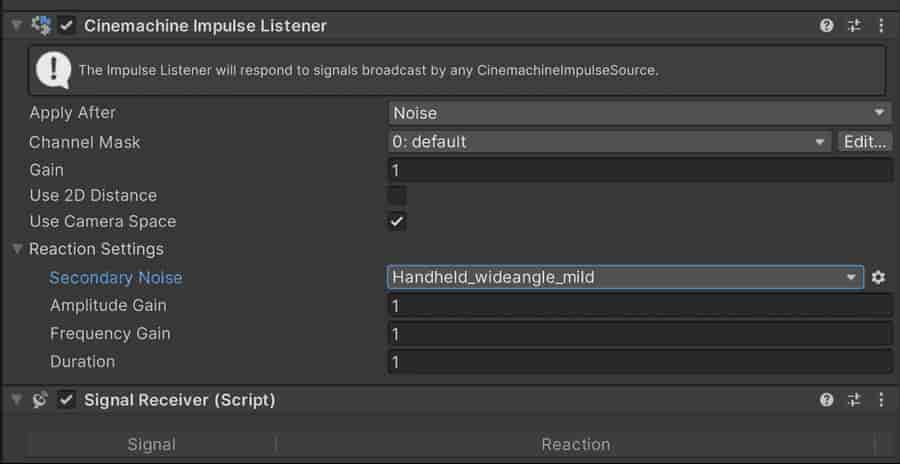 Cinemachine Impulse Listener
The Impulse Listener will respond to signals broadcast by any CinemachineImpulseSource.
Apply After Noise
Channel Mask 0: default Edit...
Gain 1
Use 2D Distance
Use Camera Space
Reaction Settings
Secondary Noise Handheld_wideangle_mild
Amplitude Gain 1
Frequency Gain 1
Duration 1
Signal Receiver (Script)
Signal Reaction